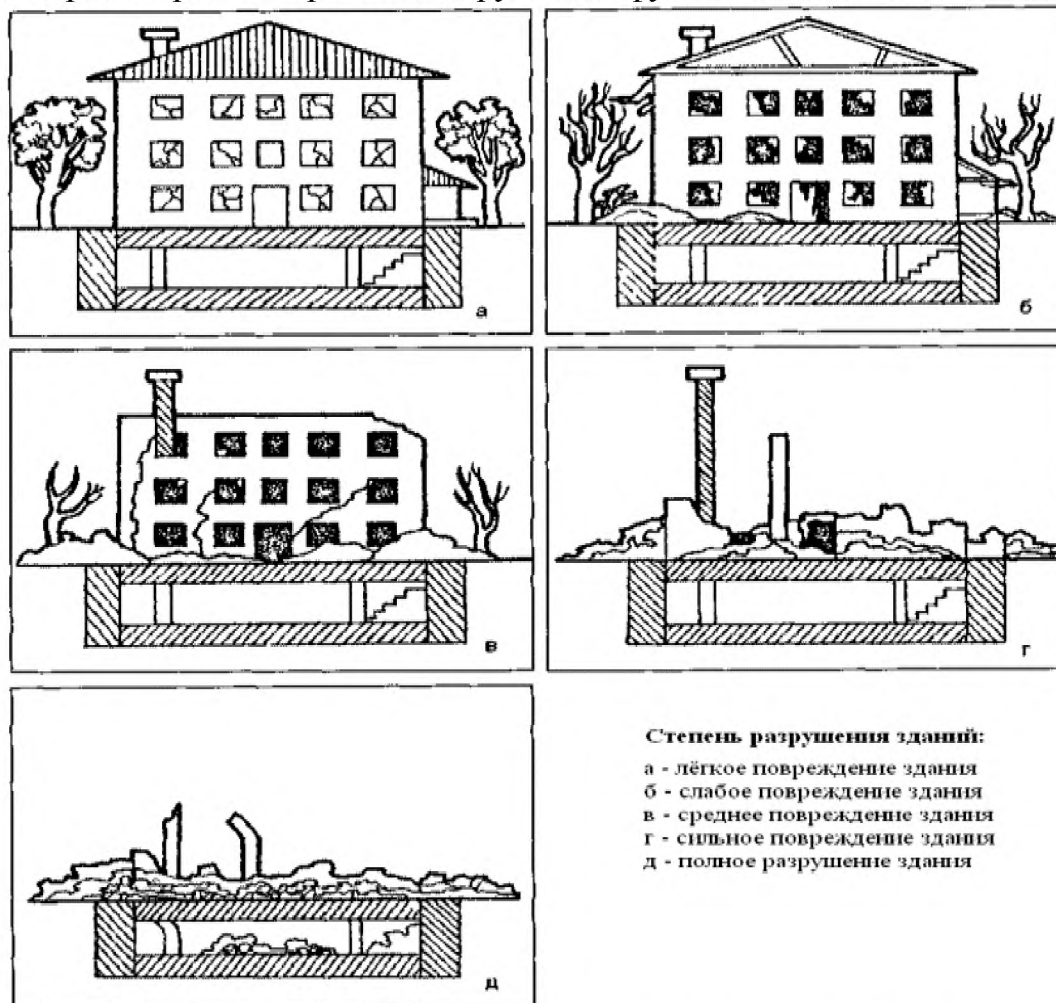 а
б
в
г
д
Степень разрушения зданий:
а - лёгкое повреждение здания
б - слабое повреждение здания
в - среднее повреждение здания
г - сильное повреждение здания
д - полное разрушение здания